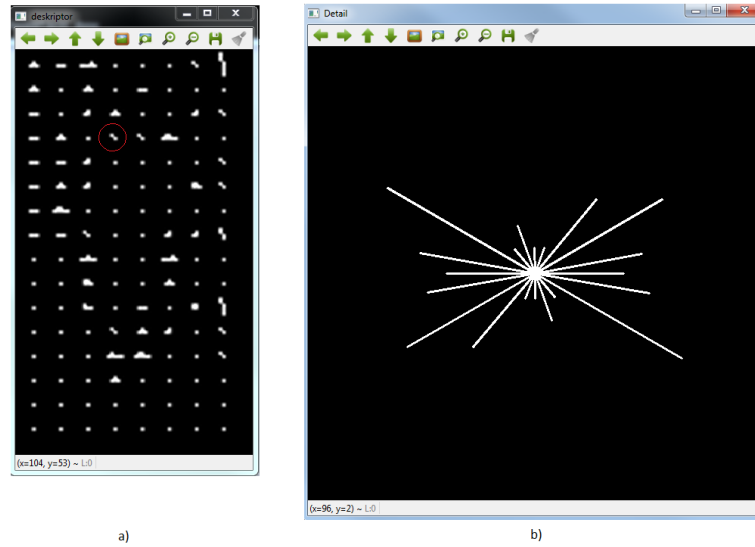 deskriptor
Detail
(x=104, y=53) ~ L:0
(x=96, y=2) ~ L:0
a)
b)